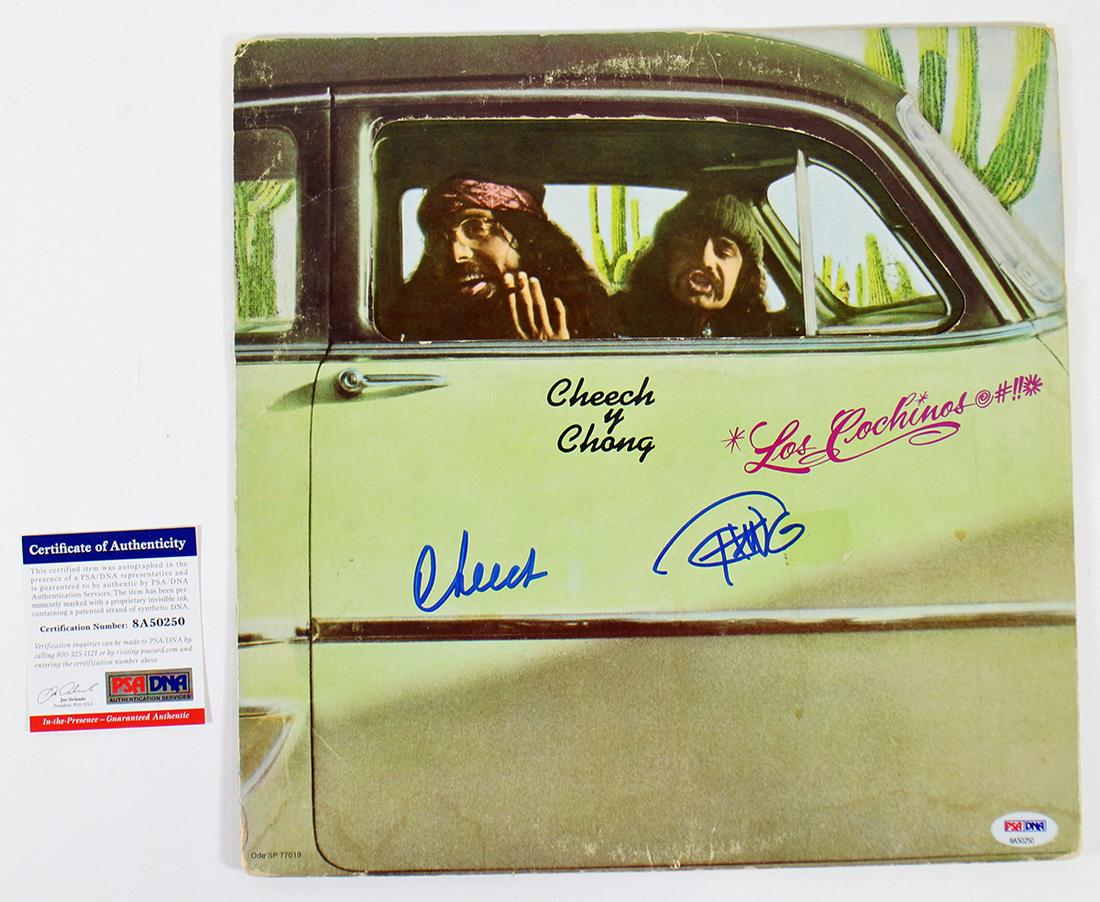 Cheech
y
Chong
*Los Cochinos@#!!*
Cheech
Ode SP 77019
PSA DNA
8A50250
Certificate of Authenticity
This certified item was autographed in the
presence of a PSA/DNA representative and
is guaranteed to be authentic by PSA/DNA
Authentication Services. The item has been per-
manently marked with a proprietary invisible ink,
containing a patented strand of synthetic DNA.
Certification Number: 8A50250
Verification inquiries can be made to PSA/DNA by
calling 800-325-1121 or by visiting psacard.com and
entering the certification number above.
Joe Orlando
President, PSA/DNA
PSA DNA
AUTHENTICATION SERVICES
In-the-Presence – Guaranteed Authentic